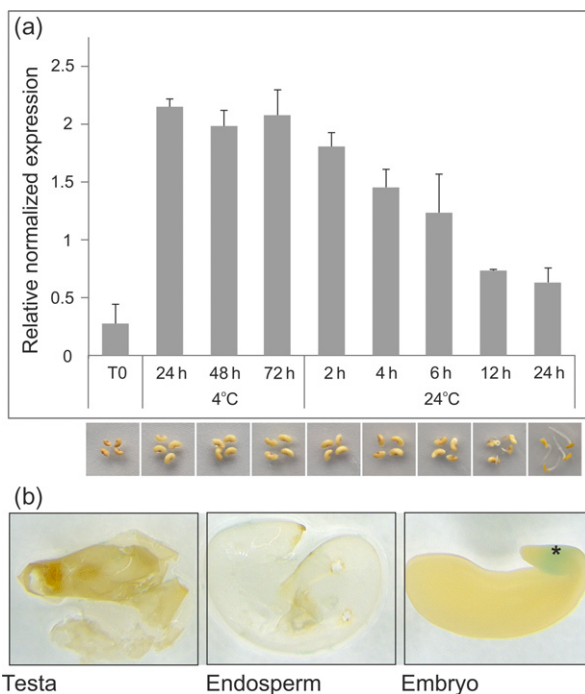 (a)
Relative normalized expression
2.5
2
1.5
1
0.5
0
T0 24 h 48 h 72 h 2 h 4 h 6 h 12 h 24 h
4°C 24°C
(b)
*
Testa Endosperm Embryo